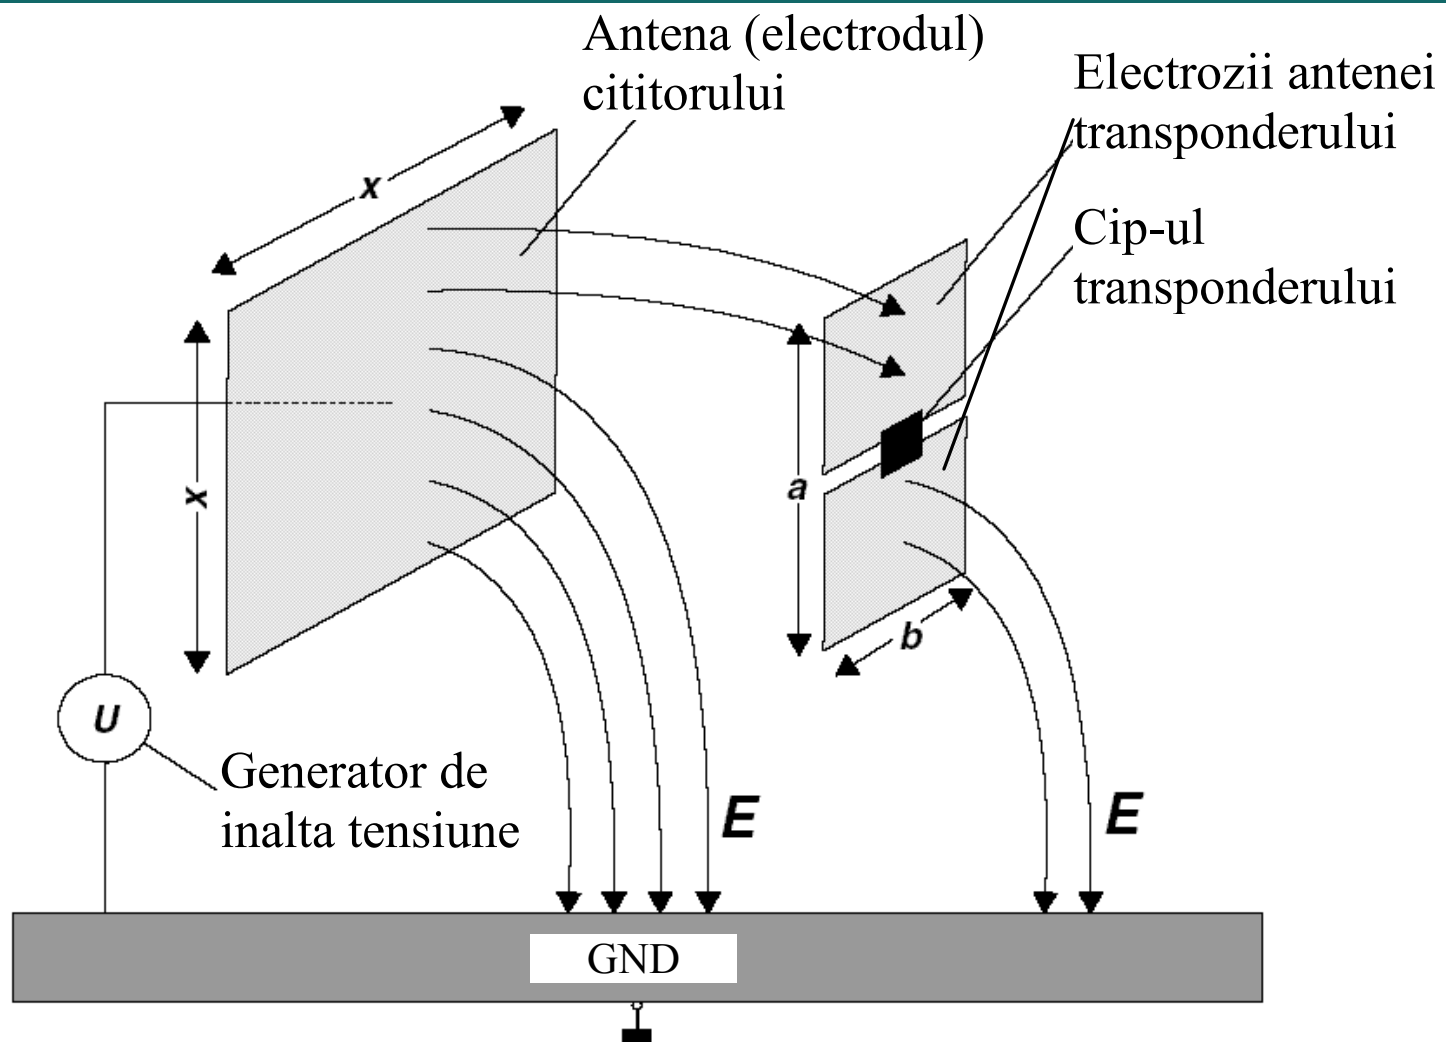 Antena (electrodul)
cititorului
Electrozii antenei
transponderului
Cip-ul
transponderului
x
x
a
b
U
Generator de
inalta tensiune
E
E
GND